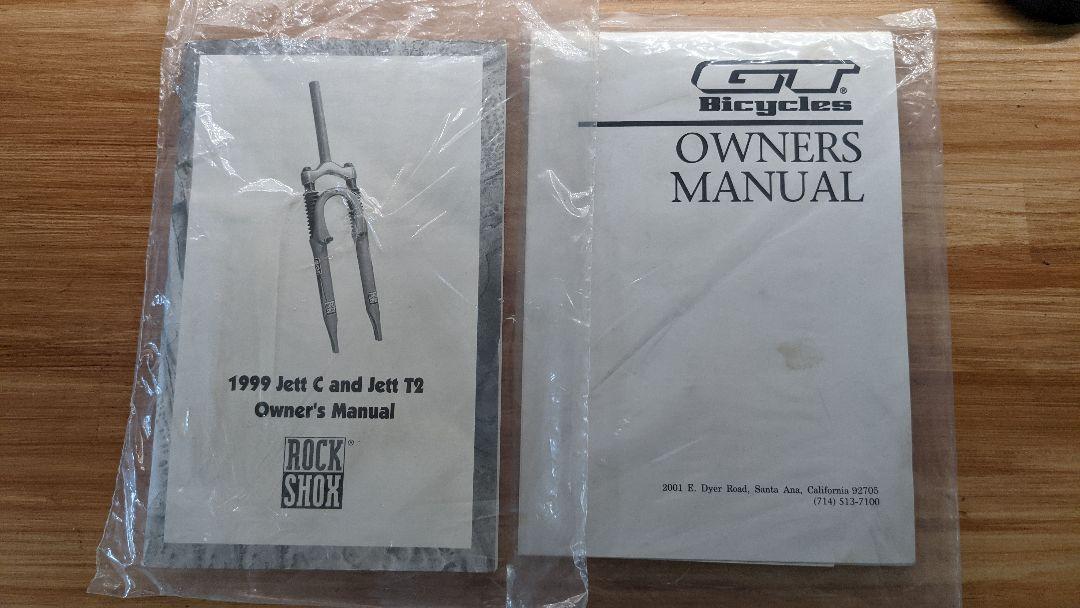 1999 Jett C and Jett T2
Owner's Manual
ROCK
SHOX
GT
Bicycles
OWNERS
MANUAL
2001 E. Dyer Road, Santa Ana, California 92705
(714) 513-7100